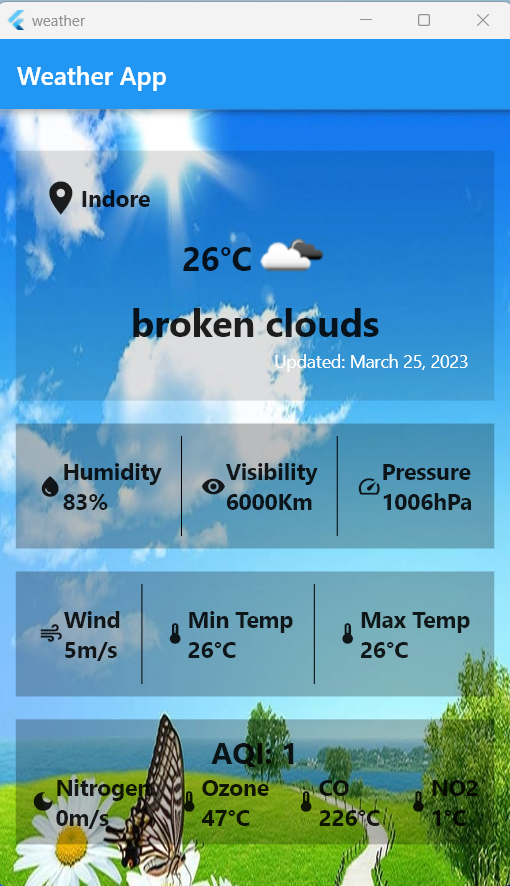 weather
Weather App
Indore
26°C
broken clouds
Updated: March 25, 2023
Humidity
83%
Visibility
6000Km
Pressure
1006hPa
Wind
5m/s
Min Temp
26°C
Max Temp
26°C
AQI: 1
Nitrogen
0m/s
Ozone
47°C
CO
226°C
NO2
1°C